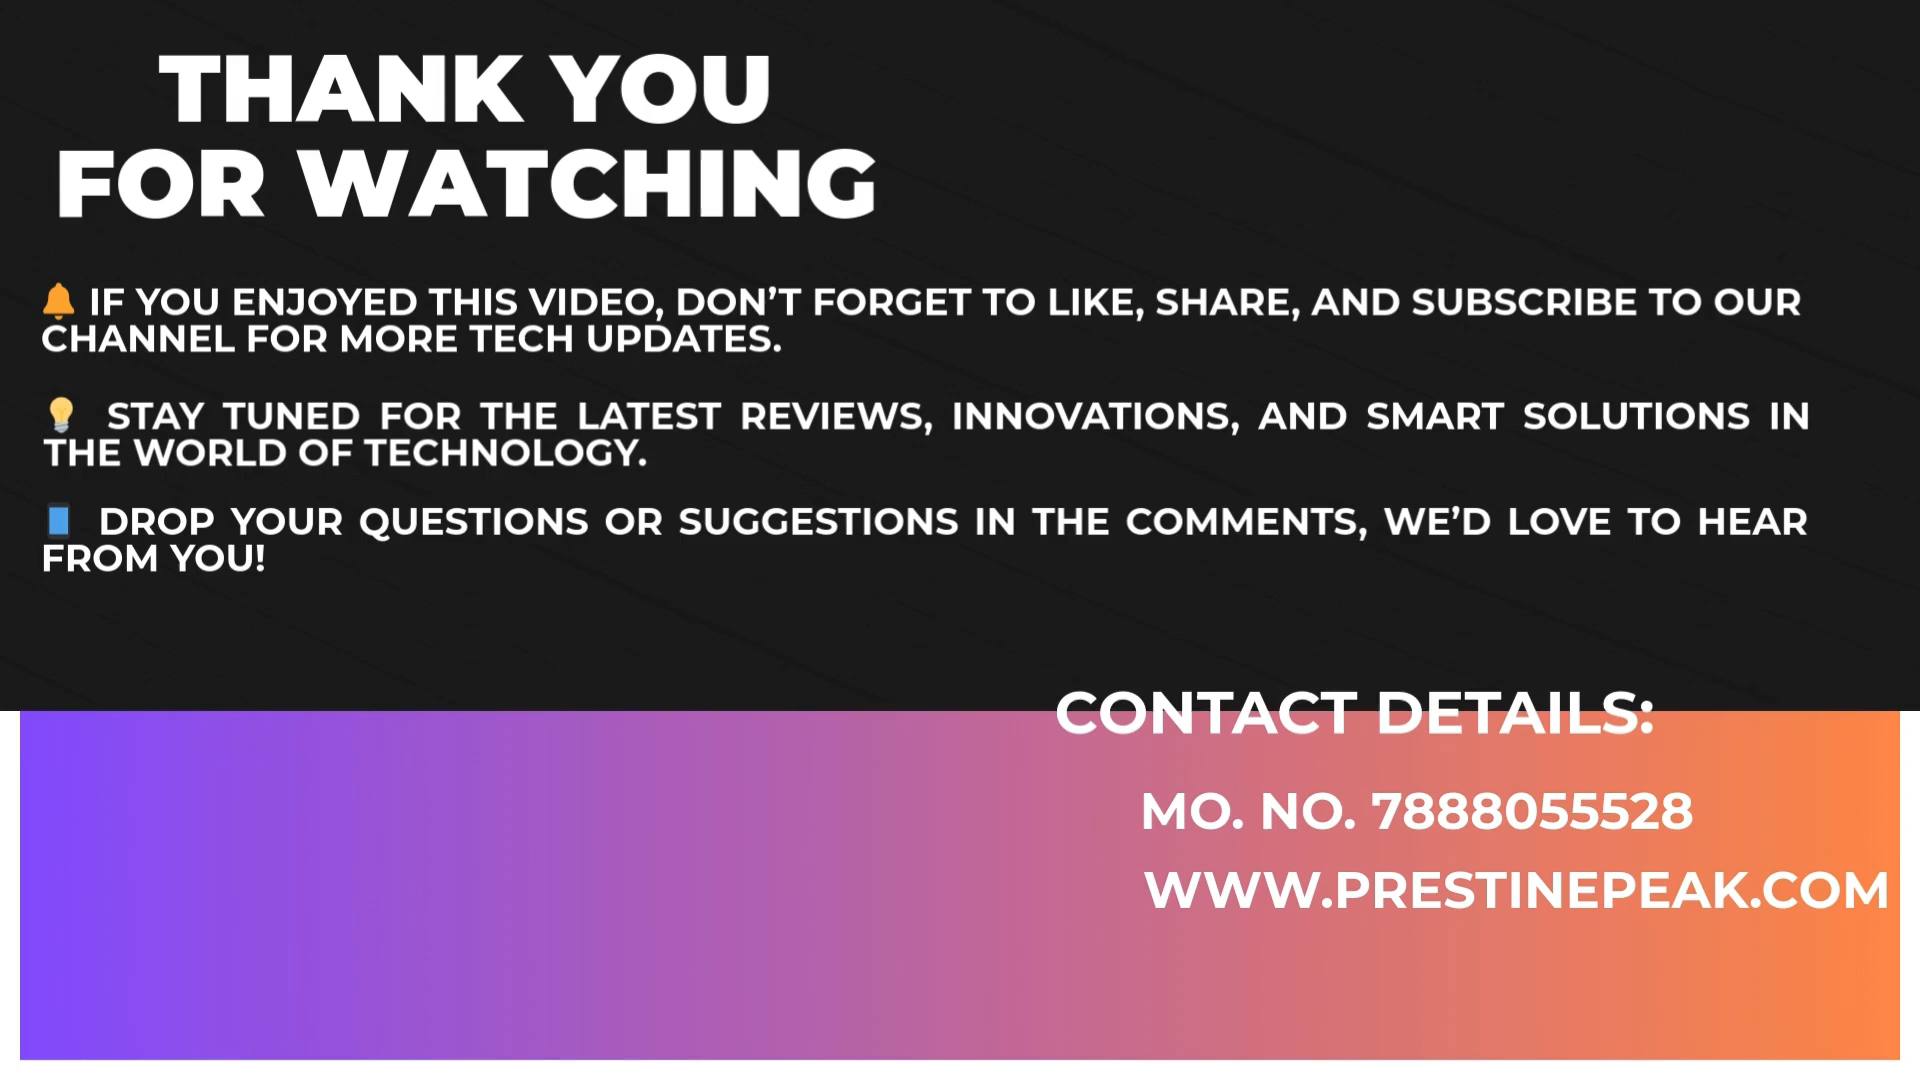 THANK YOU
FOR WATCHING
🔔 IF YOU ENJOYED THIS VIDEO, DON’T FORGET TO LIKE, SHARE, AND SUBSCRIBE TO OUR
CHANNEL FOR MORE TECH UPDATES.
💡 STAY TUNED FOR THE LATEST REVIEWS, INNOVATIONS, AND SMART SOLUTIONS IN
THE WORLD OF TECHNOLOGY.
📱 DROP YOUR QUESTIONS OR SUGGESTIONS IN THE COMMENTS, WE’D LOVE TO HEAR
FROM YOU!
CONTACT DETAILS:
MO. NO. 7888055528
WWW.PRESTINEPEAK.COM